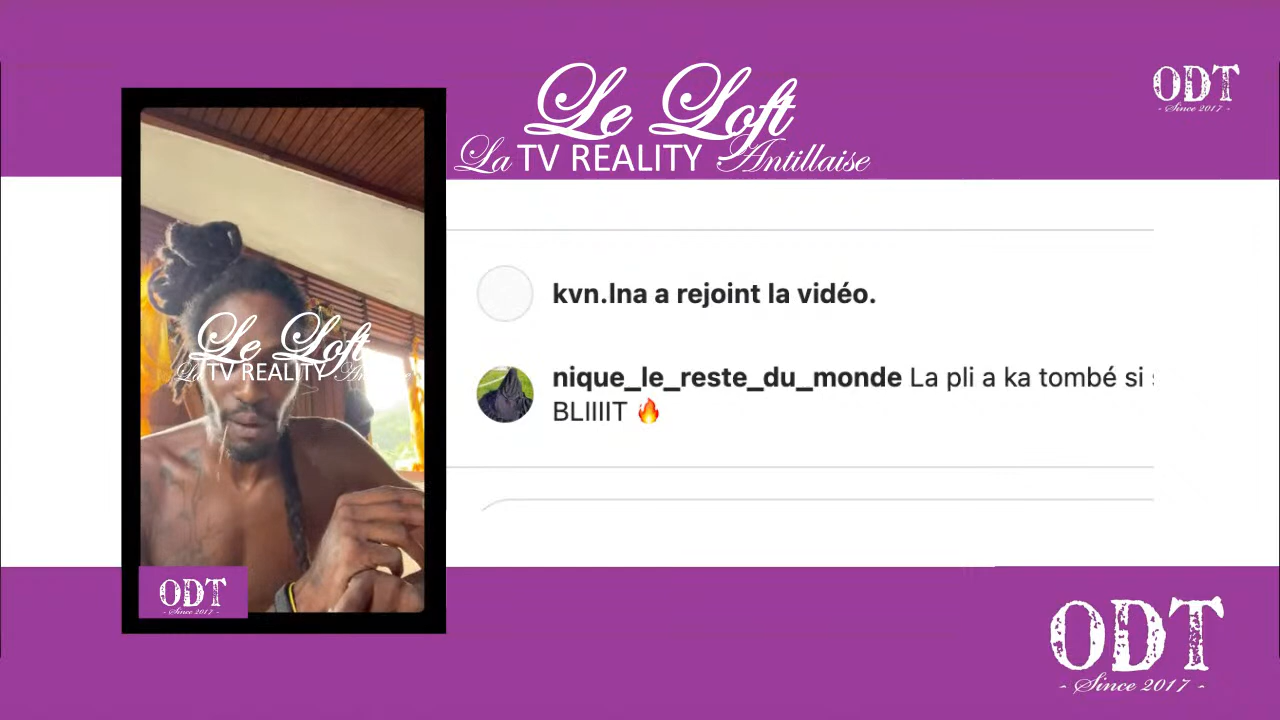 Le Loft
La TV REALITY Antillaise
ODT
- Since 2017 -
kvn.lna a rejoint la vidéo.
nique_le_reste_du_monde La pli a ka tombé si
BLIIIIT 🔥
Le Loft
La TV REALITY
ODT
- Since 2017 -
ODT
- Since 2017 -